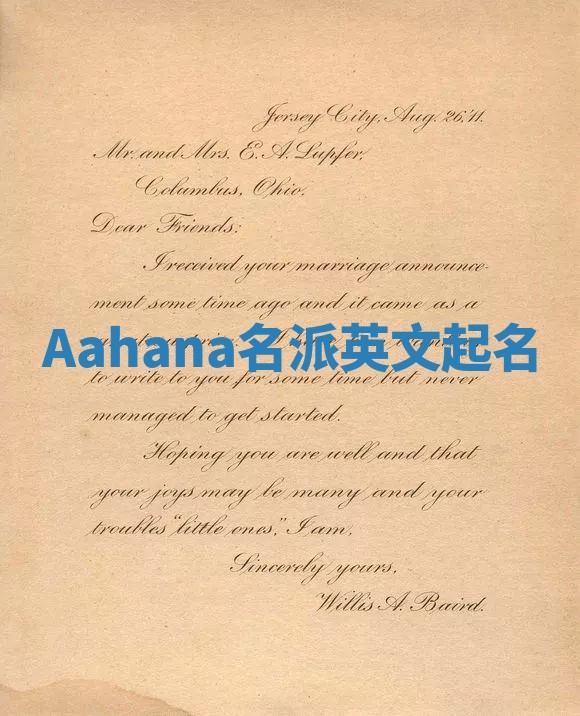 Jersey City, Aug. 26,'11.
Mr. and Mrs. E. A. Lupfer,
Columbus, Ohio.
Dear Friends:
I received your marriage announce-
ment some time ago and it came as a
Aahana名派英文起名
to write to you for some time but never
managed to get started.
Hoping you are well and that
your joys may be many and your
troubles "little ones," I am,
Sincerely yours,
Willis A. Baird.